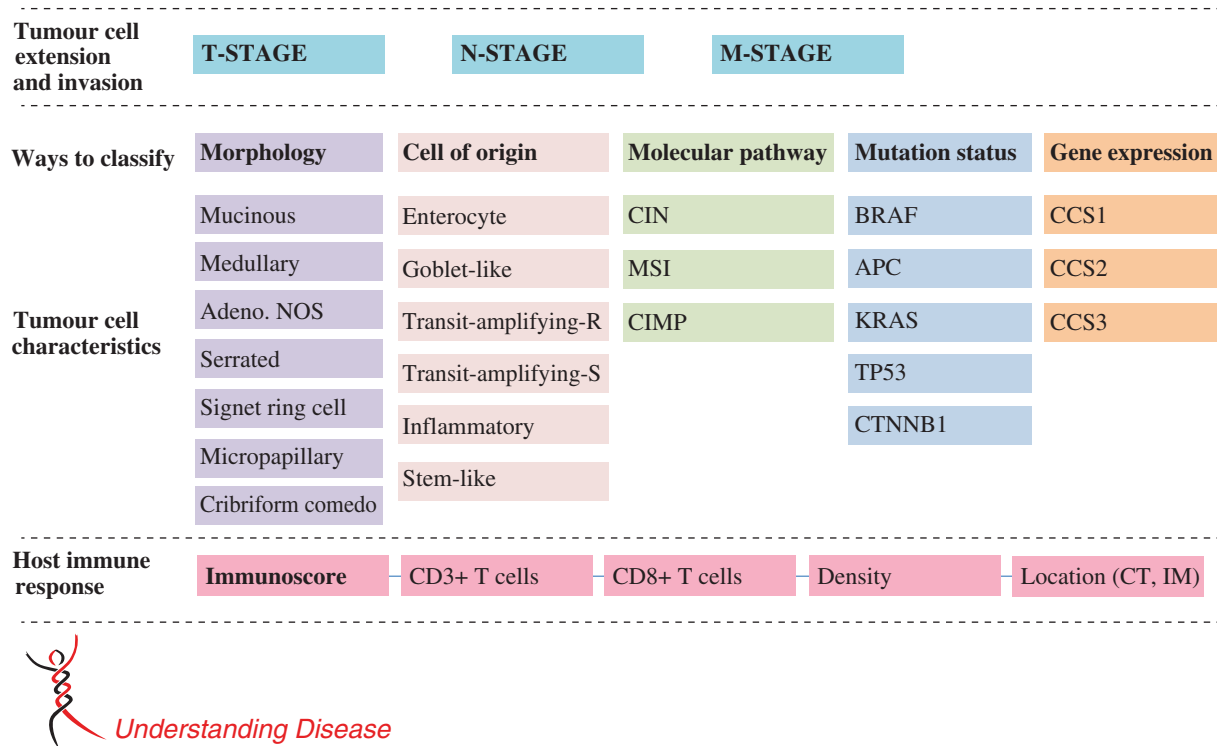 Tumour cell
extension
and invasion
T-STAGE
N-STAGE
M-STAGE
Ways to classify
Morphology
Cell of origin
Molecular pathway
Mutation status
Gene expression
Tumour cell
characteristics
Mucinous
Medullary
Adeno. NOS
Serrated
Signet ring cell
Micropapillary
Cribriform comedo
Enterocyte
Goblet-like
Transit-amplifying-R
Transit-amplifying-S
Inflammatory
Stem-like
CIN
MSI
CIMP
BRAF
APC
KRAS
TP53
CTNNB1
CCS1
CCS2
CCS3
Host immune
response
Immunoscore
CD3+ T cells
CD8+ T cells
Density
Location (CT, IM)
Understanding Disease